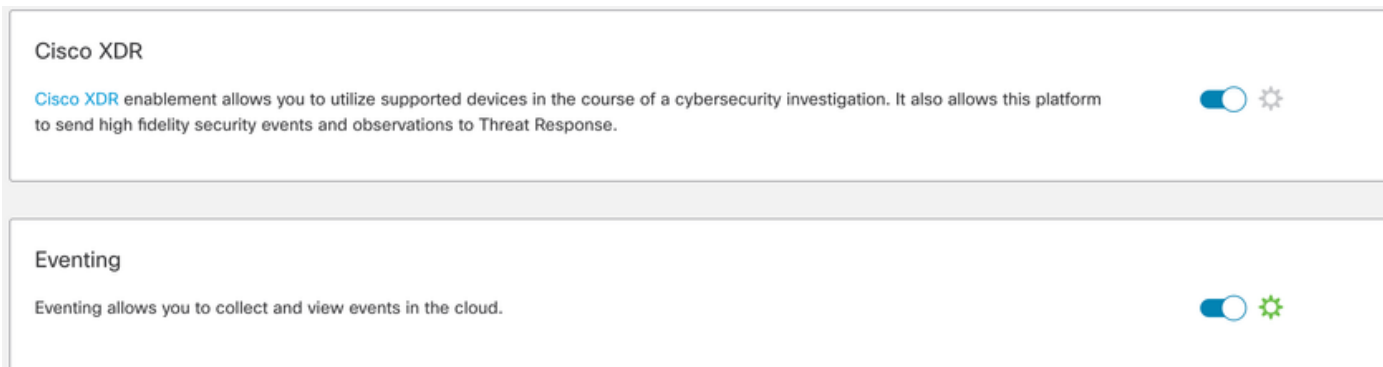 Cisco XDR
Cisco XDR enablement allows you to utilize supported devices in the course of a cybersecurity investigation. It also allows this platform
to send high fidelity security events and observations to Threat Response.
Eventing
Eventing allows you to collect and view events in the cloud.